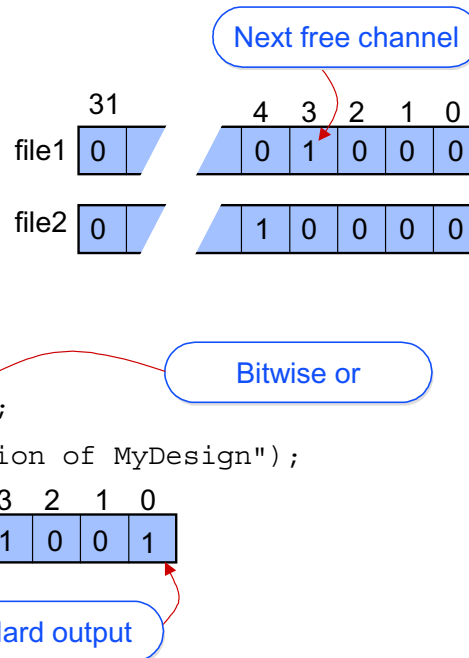 Next free channel
31 4 3 2 1 0
file1 0 0 1 0 0 0
file2 0 1 0 0 0 0
Bitwise or
;
ion of MyDesign");
3 2 1 0
1 0 0 1
lard output